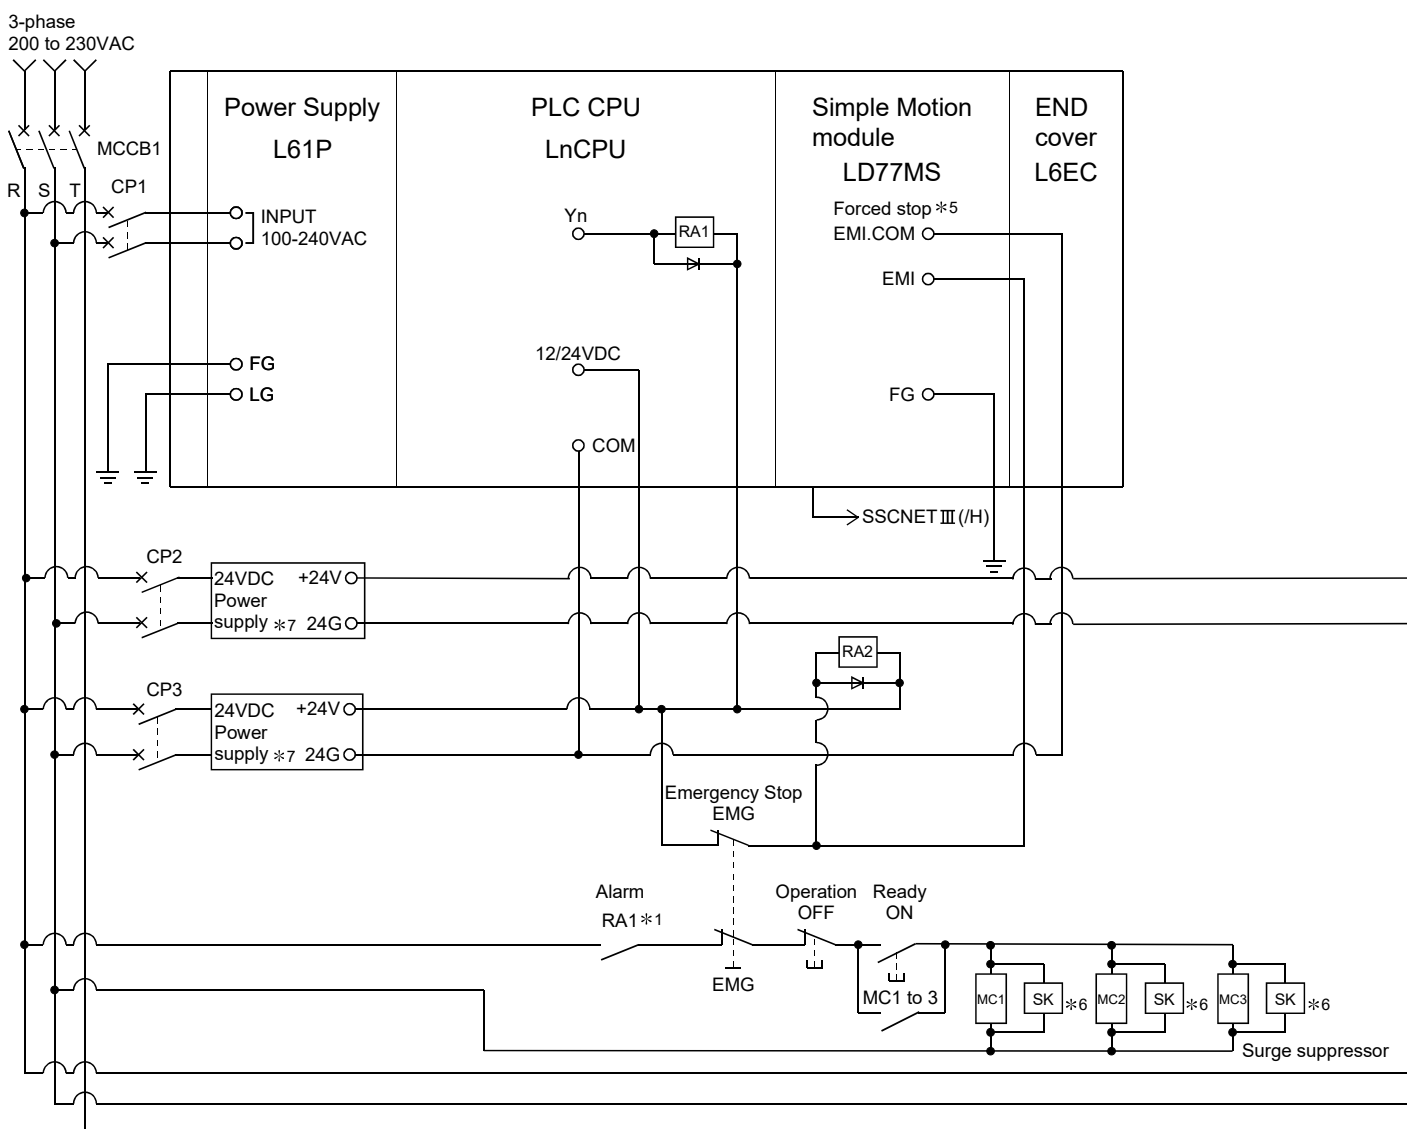 3-phase
200 to 230VAC
MCCB1
R S T
CP1
Power Supply
L61P
INPUT
100-240VAC
FG
LG
PLC CPU
LnCPU
Yn
RA1
12/24VDC
COM
Simple Motion
module
LD77MS
Forced stop *5
EMI.COM
EMI
FG
END
cover
L6EC
SSCNETⅢ(/H)
CP2
24VDC +24V
Power
supply *7 24G
RA2
CP3
24VDC +24V
Power
supply *7 24G
Emergency Stop
EMG
Alarm
RA1*1
EMG
Operation
OFF
Ready
ON
MC1 to 3
MC1 SK *6 MC2 SK *6 MC3 SK *6
Surge suppressor